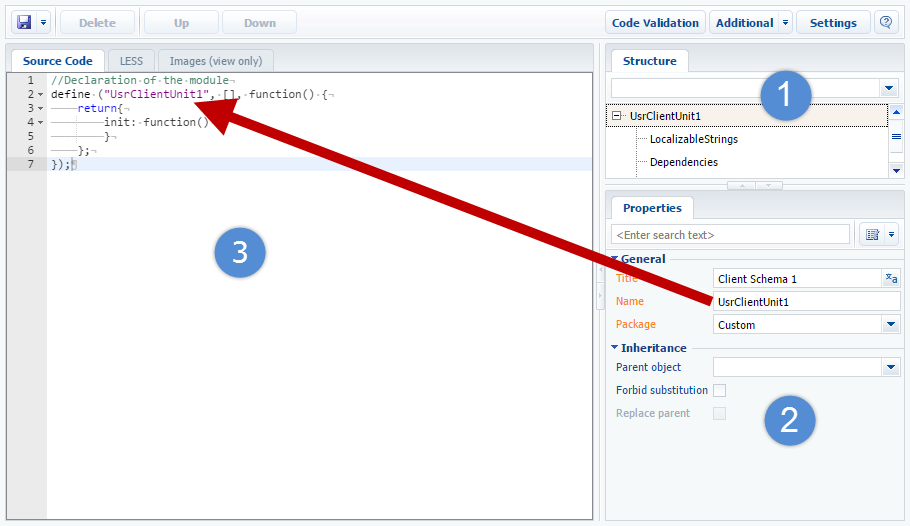 Delete Up Down Code Validation Additional Settings ?
Source Code LESS Images (view only)
1 //Declaration of the module
2 define ("UsrClientUnit1", [], function() {
3 return{
4 init: function()
5 }
6 };
7 });
3
Structure
1
UsrClientUnit1
LocalizableStrings
Dependencies
Properties
<Enter search text>
General
Title Client Schema 1
Name UsrClientUnit1
Package Custom
Inheritance
Parent object
Forbid substitution
Replace parent
2